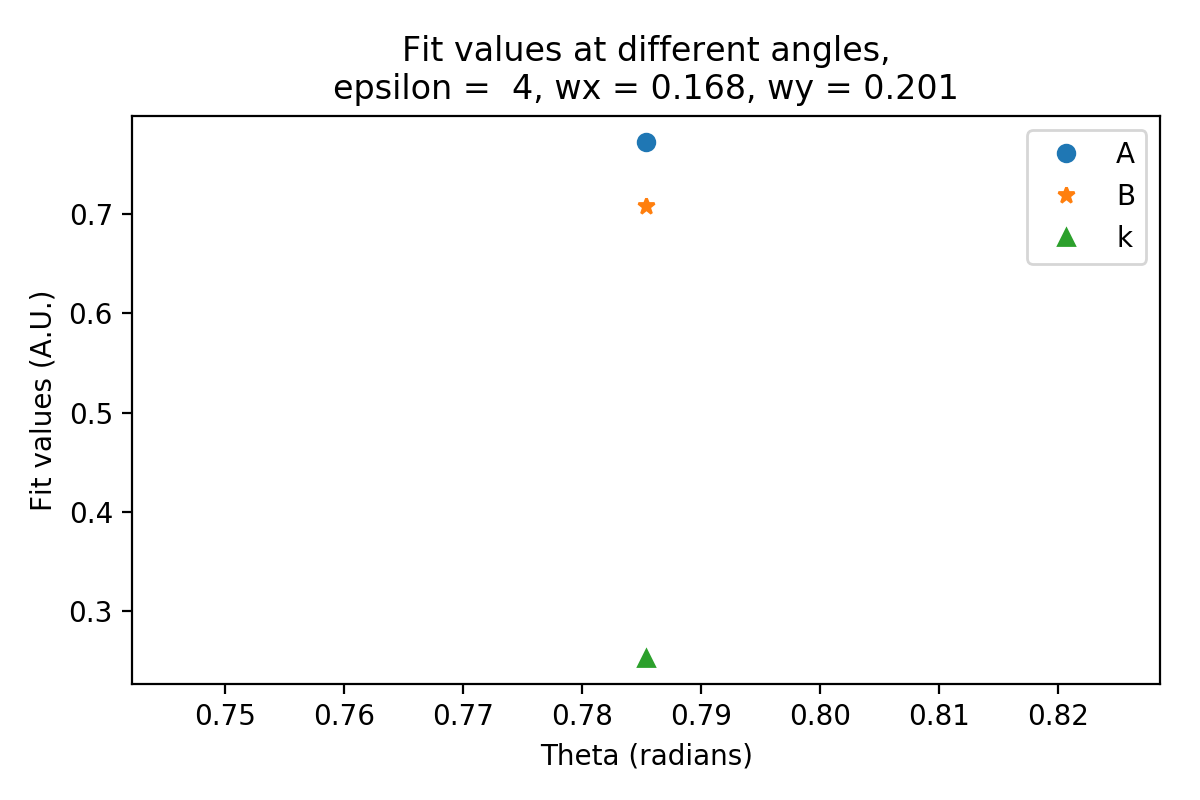 Fit values at different angles,
epsilon =  4, wx = 0.168, wy = 0.201
A
B
k
Fit values (A.U.)
0.7
0.6
0.5
0.4
0.3
0.75 0.76 0.77 0.78 0.79 0.80 0.81 0.82
Theta (radians)